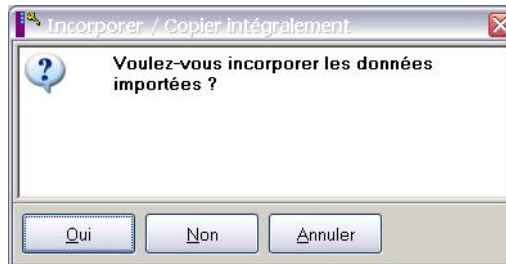 Incorporer / Copier intégralement
Voulez-vous incorporer les données
importées ?
Oui
Non
Annuler